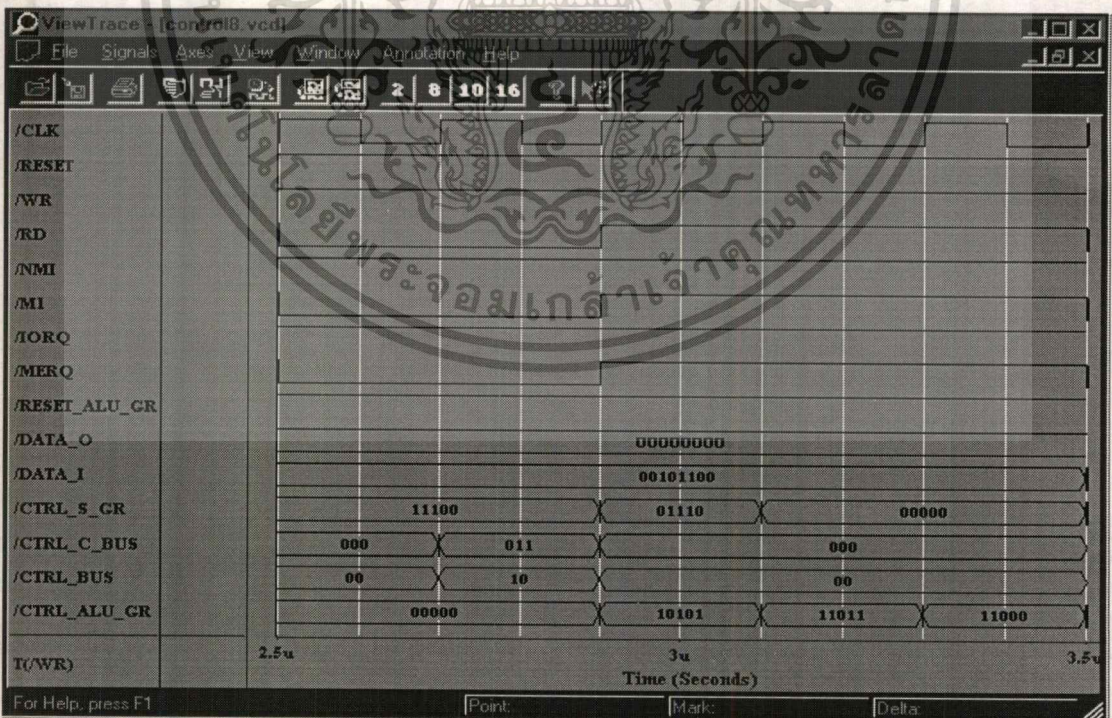 ViewTrace - [control8.vcd]
File Signals Axes View Window Annotation Help
2 8 10 16 ?
/CLK
/RESET
/WR
/RD
/NMI
/M1
/IORQ
/MERQ
/RESET_ALU_GR
/DATA_O 00000000
/DATA_I 00101100
/CTRL_S_GR 11100 01110 00000
/CTRL_C_BUS 000 011 000
/CTRL_BUS 00 10 00
/CTRL_ALU_GR 00000 10101 11011 11000
2.5u 3u 3.5u
T(/WR) Time (Seconds)
For Help, press F1 Point: Mark: Delta: